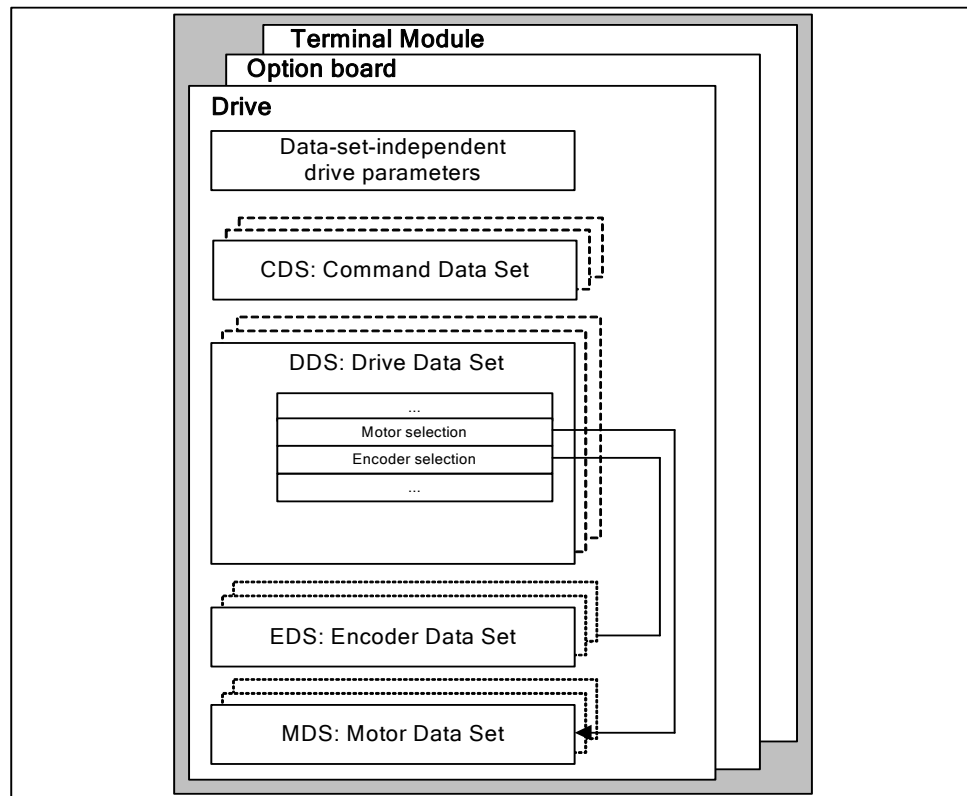 Terminal Module
Option board
Drive
Data-set-independent
drive parameters
CDS: Command Data Set
DDS: Drive Data Set
...
Motor selection
Encoder selection
...
EDS: Encoder Data Set
MDS: Motor Data Set